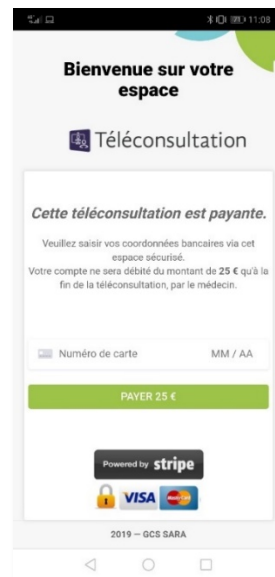 11:08
Bienvenue sur votre
espace
Téléconsultation
Cette téléconsultation est payante.
Veuillez saisir vos coordonnées bancaires via cet
espace sécurisé.
Votre compte ne sera débité du montant de 25 € qu'à la
fin de la téléconsultation, par le médecin.
Numéro de carte MM / AA
PAYER 25 €
Powered by stripe
VISA
2019 – GCS SARA